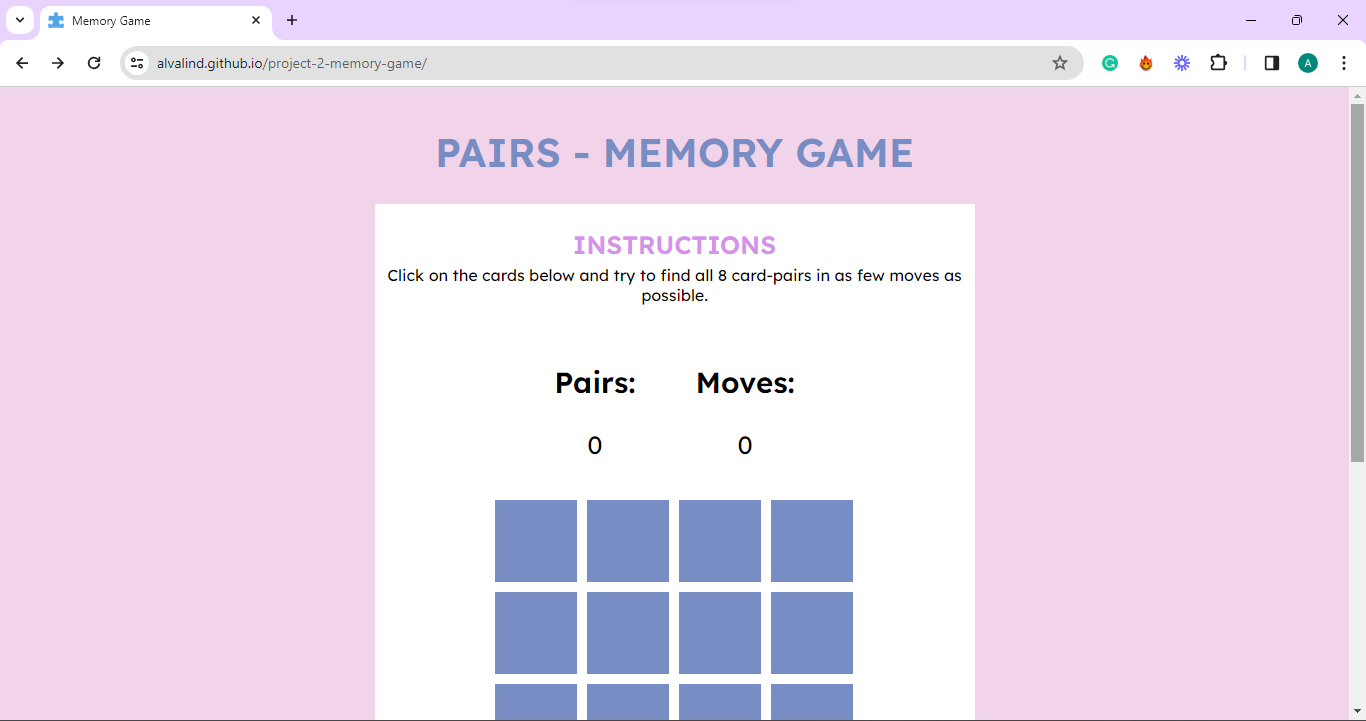 Memory Game
alvalind.github.io/project-2-memory-game/
A
PAIRS - MEMORY GAME
INSTRUCTIONS
Click on the cards below and try to find all 8 card-pairs in as few moves as
possible.
Pairs: Moves:
0 0